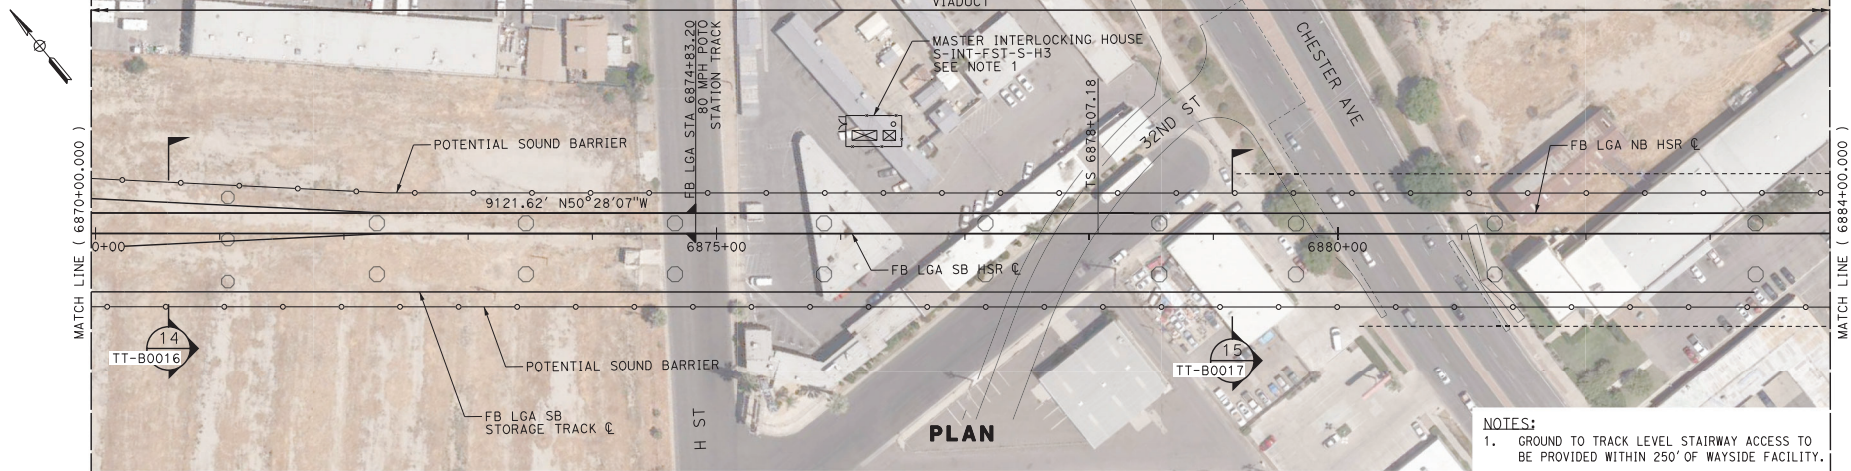 VIADUCT
MATCH LINE ( 6870+00.000 )
FB LGA STA 6874+83.20
80 MPH POTO
STATION TRACK
MASTER INTERLOCKING HOUSE
S-INT-FST-S-H3
SEE NOTE 1
TS 6878+07.18
32ND ST
CHESTER AVE
POTENTIAL SOUND BARRIER
FB LGA NB HSR ℄
9121.62' N50°28'07"W
0+00
6875+00
6880+00
FB LGA SB HSR ℄
14
TT-B0016
POTENTIAL SOUND BARRIER
15
TT-B0017
FB LGA SB
STORAGE TRACK ℄
H ST
PLAN
NOTES:
1. GROUND TO TRACK LEVEL STAIRWAY ACCESS TO
BE PROVIDED WITHIN 250' OF WAYSIDE FACILITY.
MATCH LINE ( 6884+00.000 )